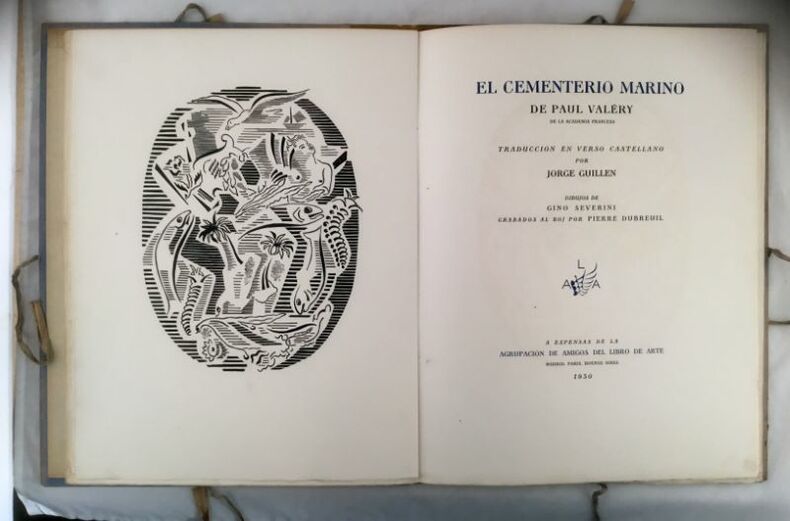 EL CEMENTERIO MARINO
DE PAUL VALÉRY
DE LA ACADEMIA FRANCESA
TRADUCCION EN VERSO CASTELLANO
POR
JORGE GUILLEN
DIBUJOS DE
GINO SEVERINI
GRABADOS AL BOJ POR PIERRE DUBREUIL
L
A A
A EXPENSAS DE LA
AGRUPACIÓN DE AMIGOS DEL LIBRO DE ARTE
MADRID, PARIS, BUENOS AIRES
1930